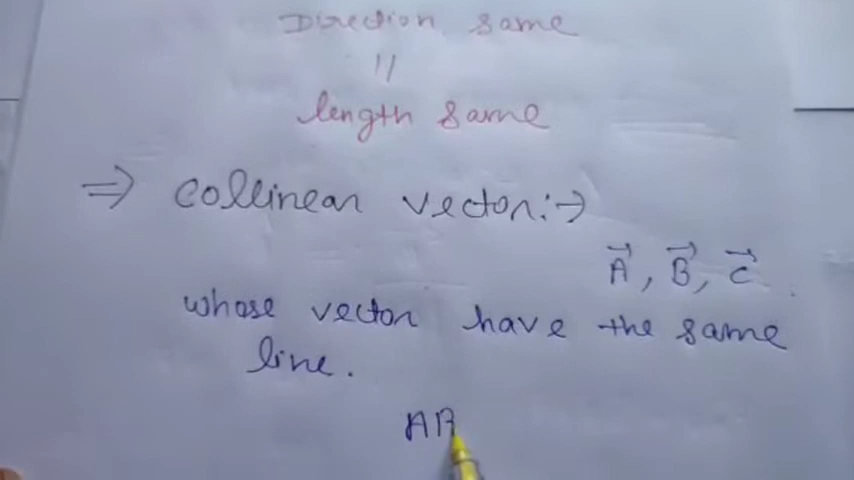 Direction same
"
length same
⇒ collinear vector:→
A⃗, B⃗, C⃗
whose vector have the same
line.
AB